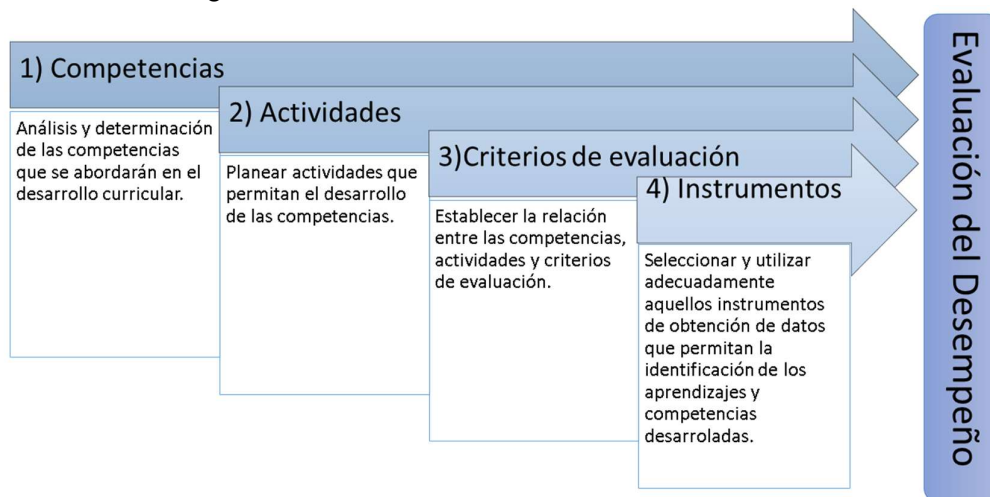 1) Competencias
Análisis y determinación
de las competencias
que se abordarán en el
desarrollo curricular.
2) Actividades
Planear actividades que
permitan el desarrollo
de las competencias.
3)Criterios de evaluación
Establecer la relación
entre las competencias,
actividades y criterios
de evaluación.
4) Instrumentos
Seleccionar y utilizar
adecuadamente
aquellos instrumentos
de obtención de datos
que permitan la
identificación de los
aprendizajes y
competencias
desarroladas.
Evaluación del Desempeño